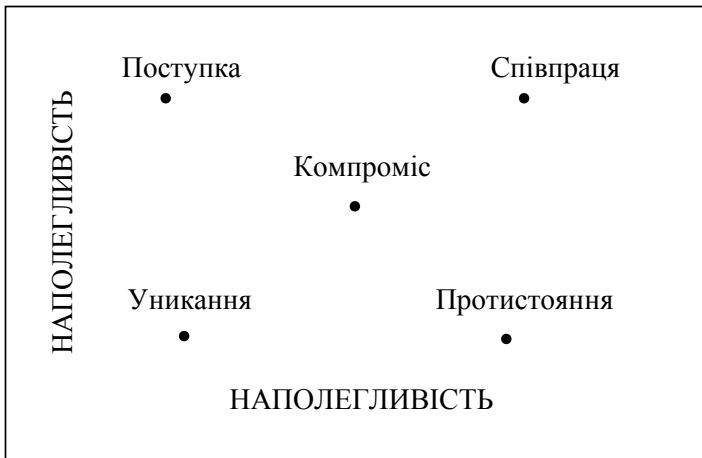 Поступка
Співпраця
НАПОЛЕГЛИВІСТЬ
Компроміс
Уникання
Протистояння
НАПОЛЕГЛИВІСТЬ